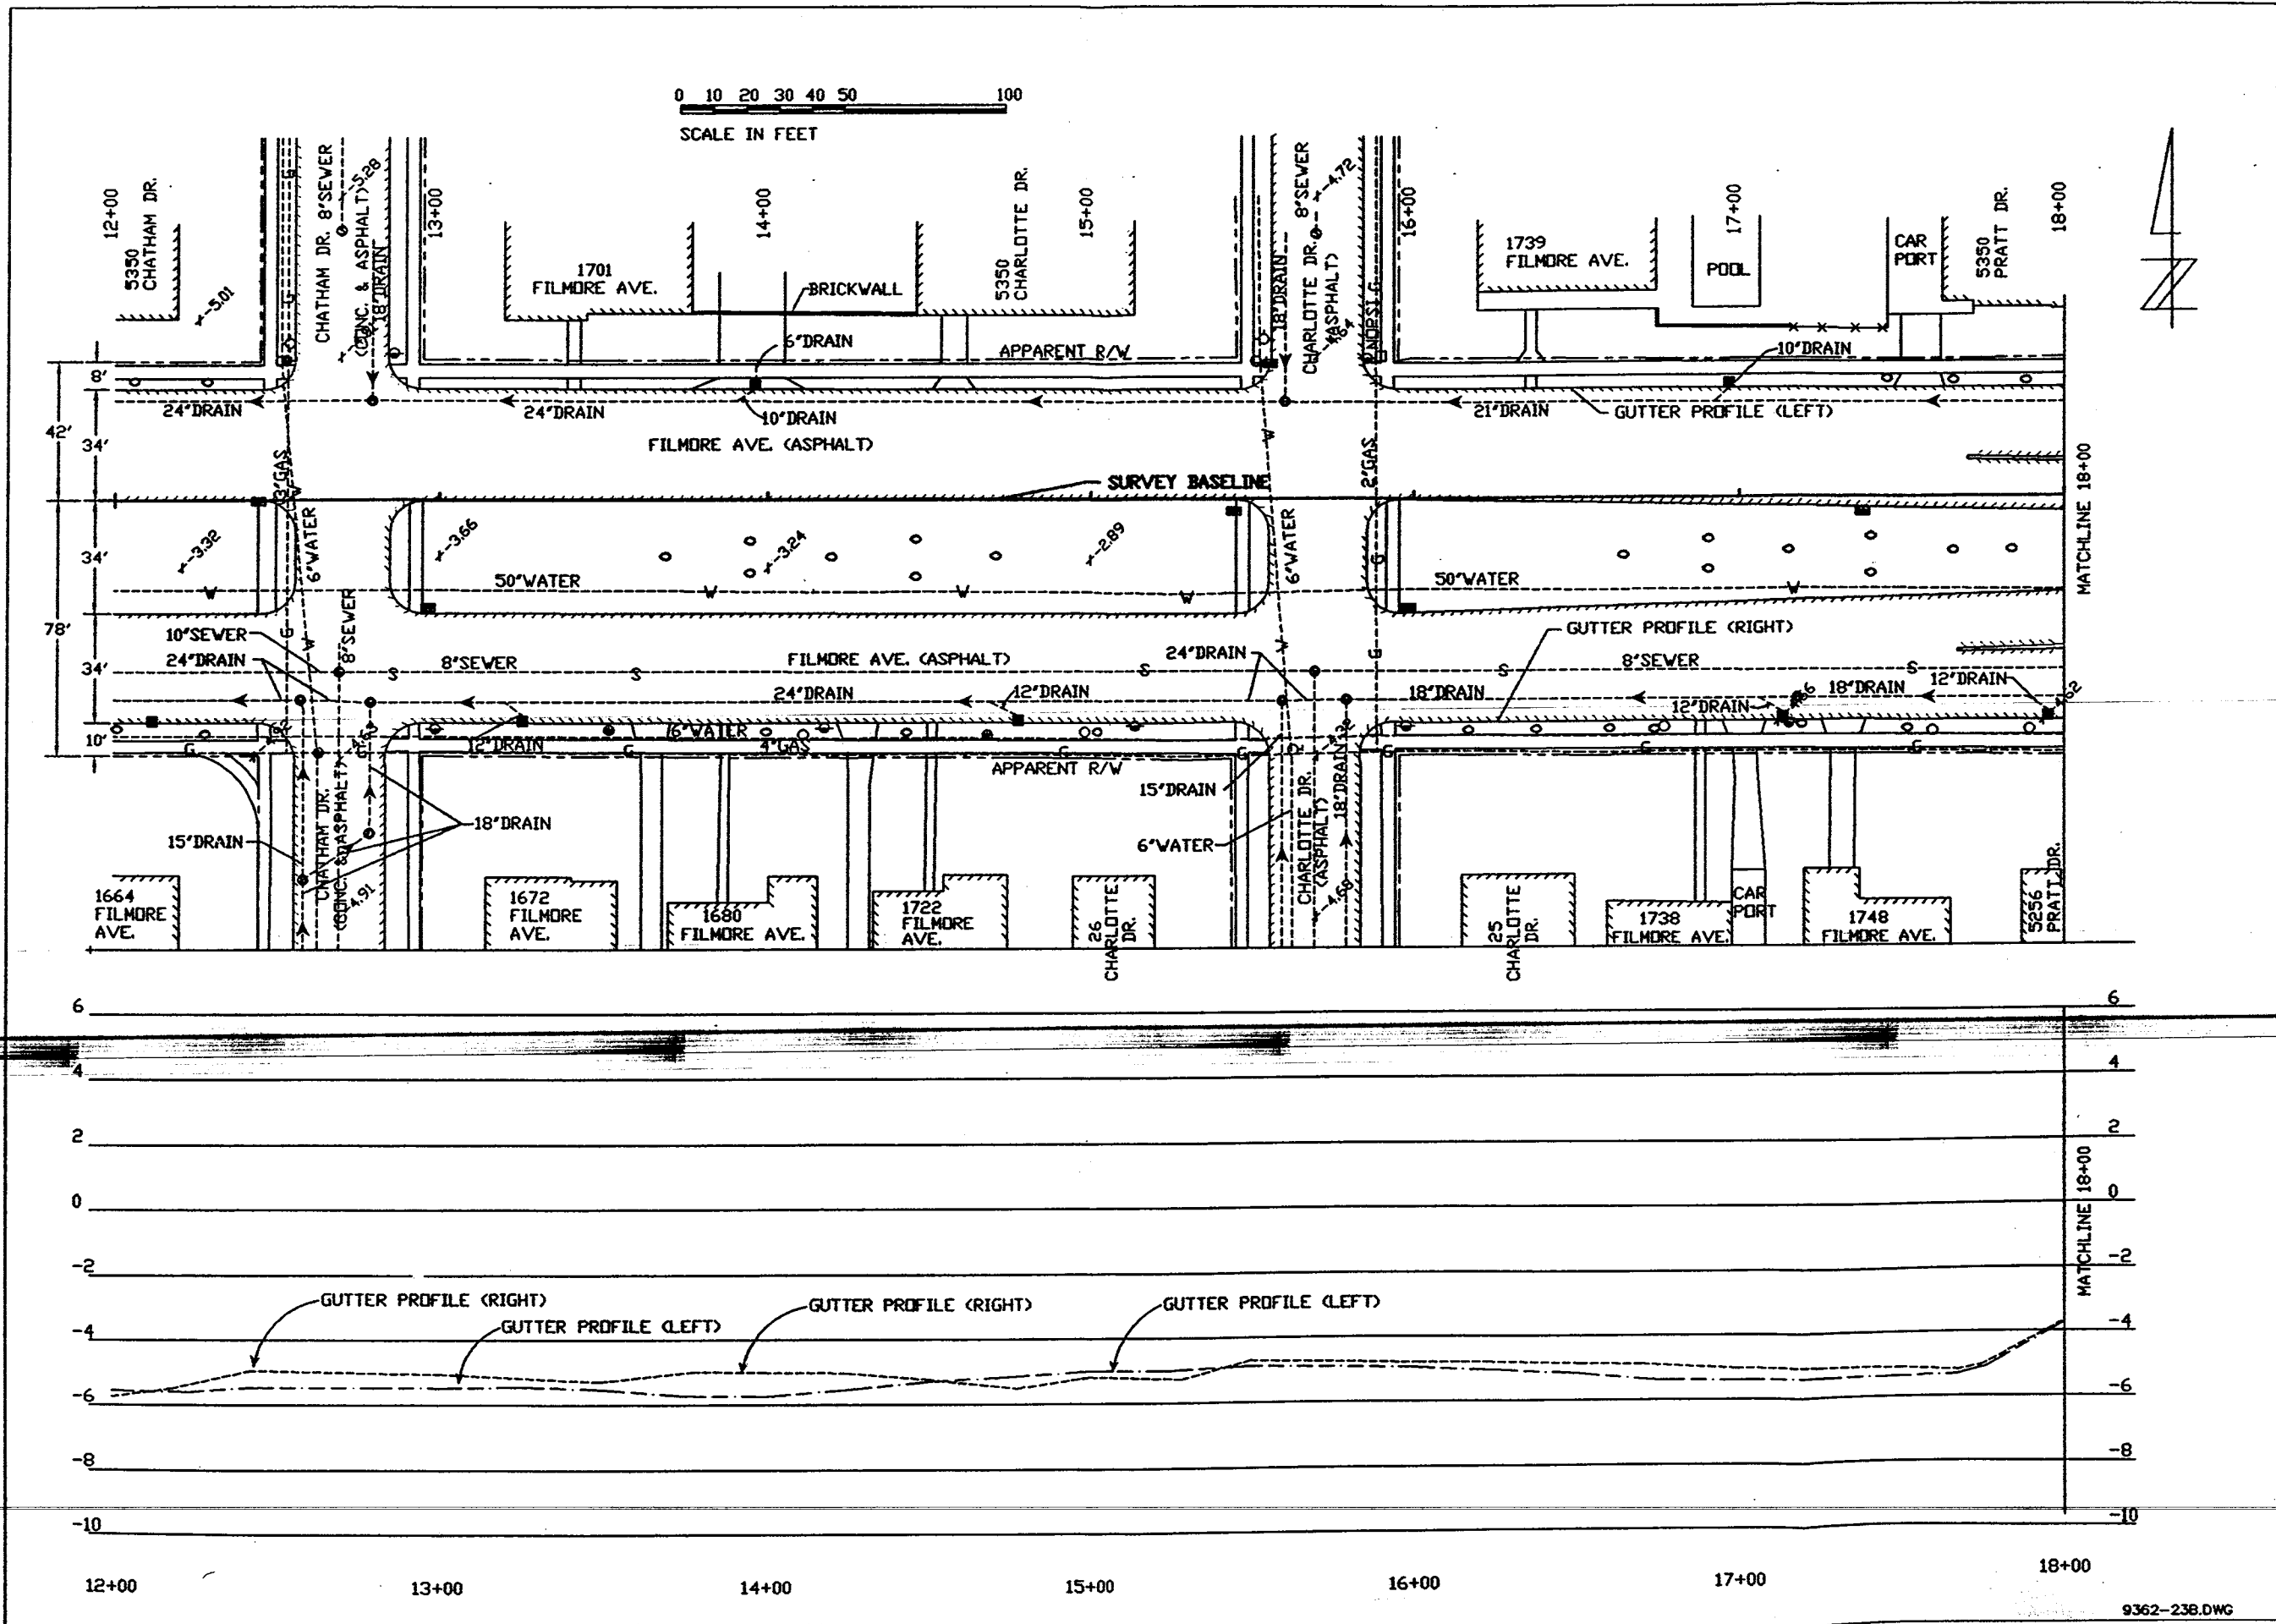 0 10 20 30 40 50 100
SCALE IN FEET
12+00
5350
CHATHAM DR.
-5.01
G
G
CHATHAM DR. 8"SEWER
(CONC. & ASPHALT)
-5.28
18"DRAIN
13+00
1701
FILMORE AVE.
14+00
BRICKWALL
5350
CHARLOTTE DR.
15+00
6"DRAIN
APPARENT R/W
18"DRAIN
CHARLOTTE DR. 8"SEWER
(ASPHALT)
-4.72
NOPSI G
16+00
1739
FILMORE AVE.
POOL
17+00
CAR
PORT
5350
PRATT DR.
18+00
10"DRAIN
8'
42'
34'
24"DRAIN
24"DRAIN
10"DRAIN
21"DRAIN
GUTTER PROFILE (LEFT)
FILMORE AVE. (ASPHALT)
3"GAS
W
W
2"GAS
SURVEY BASELINE
MATCHLINE 18+00
34'
-3.32
6"WATER
-3.66
-3.24
-2.89
6"WATER
G
50"WATER
50"WATER
W
W
W
W
W
78'
34'
10'
10"SEWER
24"DRAIN
G
W
8"SEWER
S
8"SEWER
S
FILMORE AVE. (ASPHALT)
S
24"DRAIN
W
G
GUTTER PROFILE (RIGHT)
S
8"SEWER
S
24"DRAIN
12"DRAIN
18"DRAIN
12"DRAIN
18"DRAIN
12"DRAIN
G
12"DRAIN
G
6"WATER
4"GAS
G
G
G
G
G
APPARENT R/W
15"DRAIN
18"DRAIN
15"DRAIN
CHATHAM DR.
(CONC. & ASPHALT)
-4.91
18"DRAIN
6"WATER
CHARLOTTE DR.
(ASPHALT)
-4.68
1664
FILMORE
AVE.
1672
FILMORE
AVE.
1680
FILMORE AVE.
1722
FILMORE
AVE.
26
CHARLOTTE
DR.
25
CHARLOTTE
DR.
1738
FILMORE AVE.
CAR
PORT
1748
FILMORE AVE.
5256
PRATT DR.
6 6
4 4
2 2
0 0
-2 -2
-4 -4
-6 -6
-8 -8
-10 -10
MATCHLINE 18+00
GUTTER PROFILE (RIGHT)
GUTTER PROFILE (LEFT)
GUTTER PROFILE (RIGHT)
GUTTER PROFILE (LEFT)
12+00 13+00 14+00 15+00 16+00 17+00 18+00
9362-23B.DWG